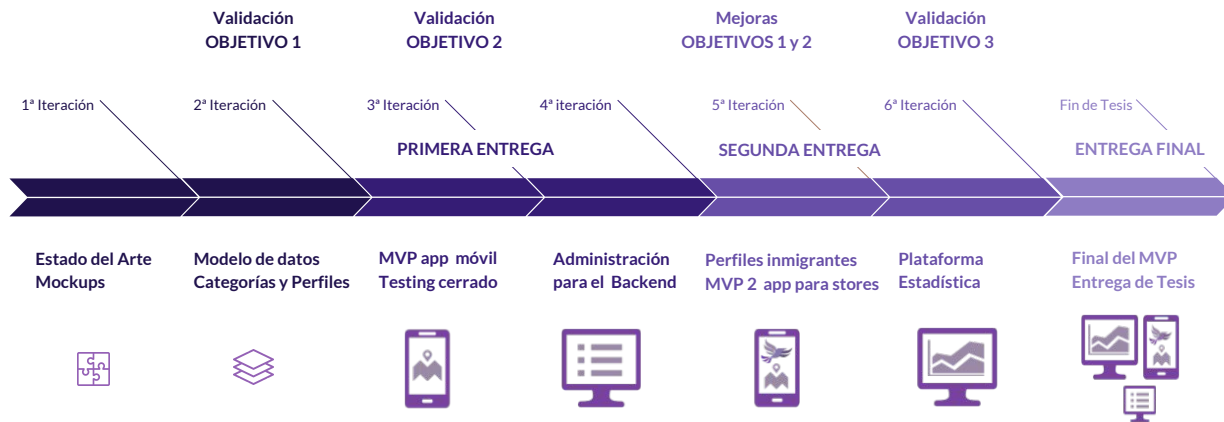 Validación
OBJETIVO 1
Validación
OBJETIVO 2
Mejoras
OBJETIVOS 1 y 2
Validación
OBJETIVO 3
1ª Iteración
2ª Iteración
3ª Iteración
4ª iteración
5ª Iteración
6ª Iteración
Fin de Tesis
PRIMERA ENTREGA
SEGUNDA ENTREGA
ENTREGA FINAL
Estado del Arte
Mockups
Modelo de datos
Categorías y Perfiles
MVP app móvil
Testing cerrado
Administración
para el Backend
Perfiles inmigrantes
MVP 2 app para stores
Plataforma
Estadística
Final del MVP
Entrega de Tesis